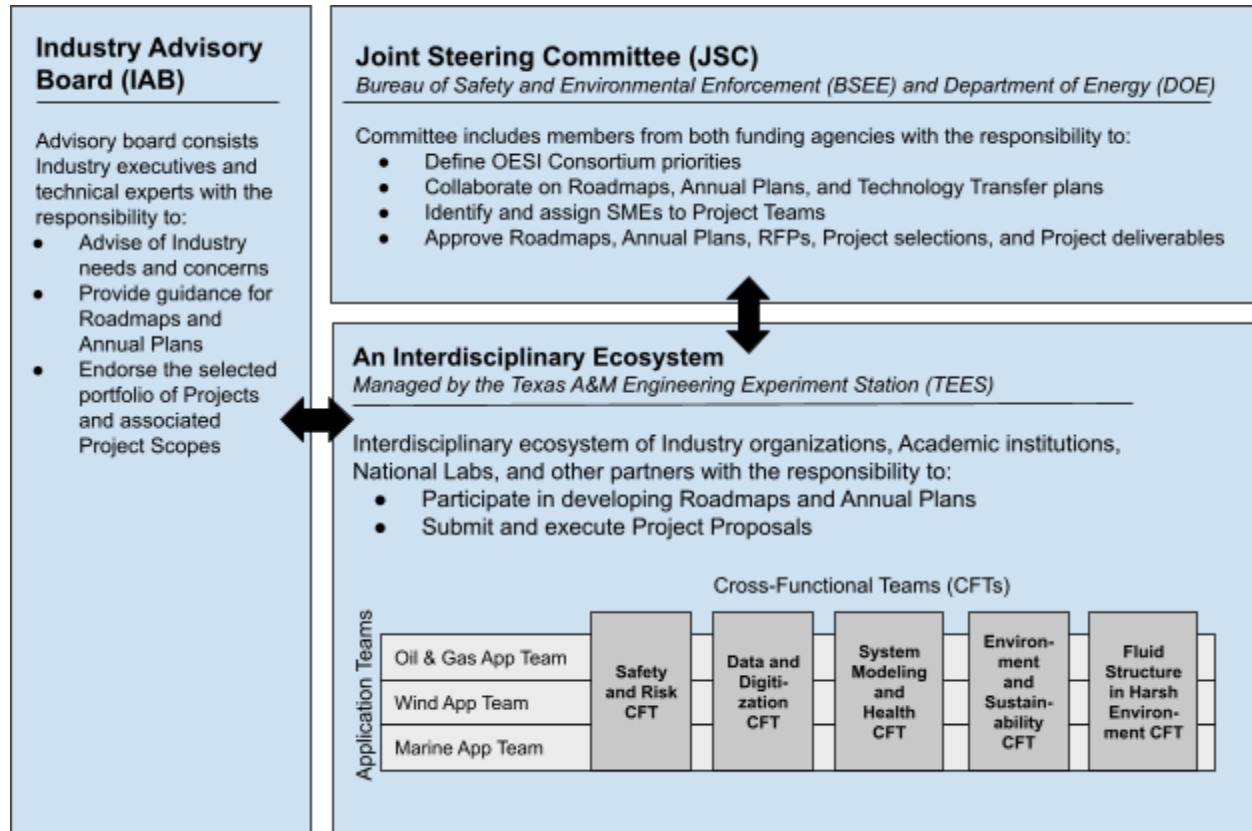 Industry Advisory
Board (IAB)
Advisory board consists
Industry executives and
technical experts with the
responsibility to:
● Advise of Industry
needs and concerns
● Provide guidance for
Roadmaps and
Annual Plans
● Endorse the selected
portfolio of Projects
and associated
Project Scopes
Joint Steering Committee (JSC)
Bureau of Safety and Environmental Enforcement (BSEE) and Department of Energy (DOE)
Committee includes members from both funding agencies with the responsibility to:
● Define OESI Consortium priorities
● Collaborate on Roadmaps, Annual Plans, and Technology Transfer plans
● Identify and assign SMEs to Project Teams
● Approve Roadmaps, Annual Plans, RFPs, Project selections, and Project deliverables
An Interdisciplinary Ecosystem
Managed by the Texas A&M Engineering Experiment Station (TEES)
Interdisciplinary ecosystem of Industry organizations, Academic institutions,
National Labs, and other partners with the responsibility to:
● Participate in developing Roadmaps and Annual Plans
● Submit and execute Project Proposals
Cross-Functional Teams (CFTs)
Application Teams
Oil & Gas App Team
Wind App Team
Marine App Team
Safety
and Risk
CFT
Data and
Digiti-
zation
CFT
System
Modeling
and
Health
CFT
Environ-
ment
and
Sustain-
ability
CFT
Fluid
Structure
in Harsh
Environ-
ment CFT